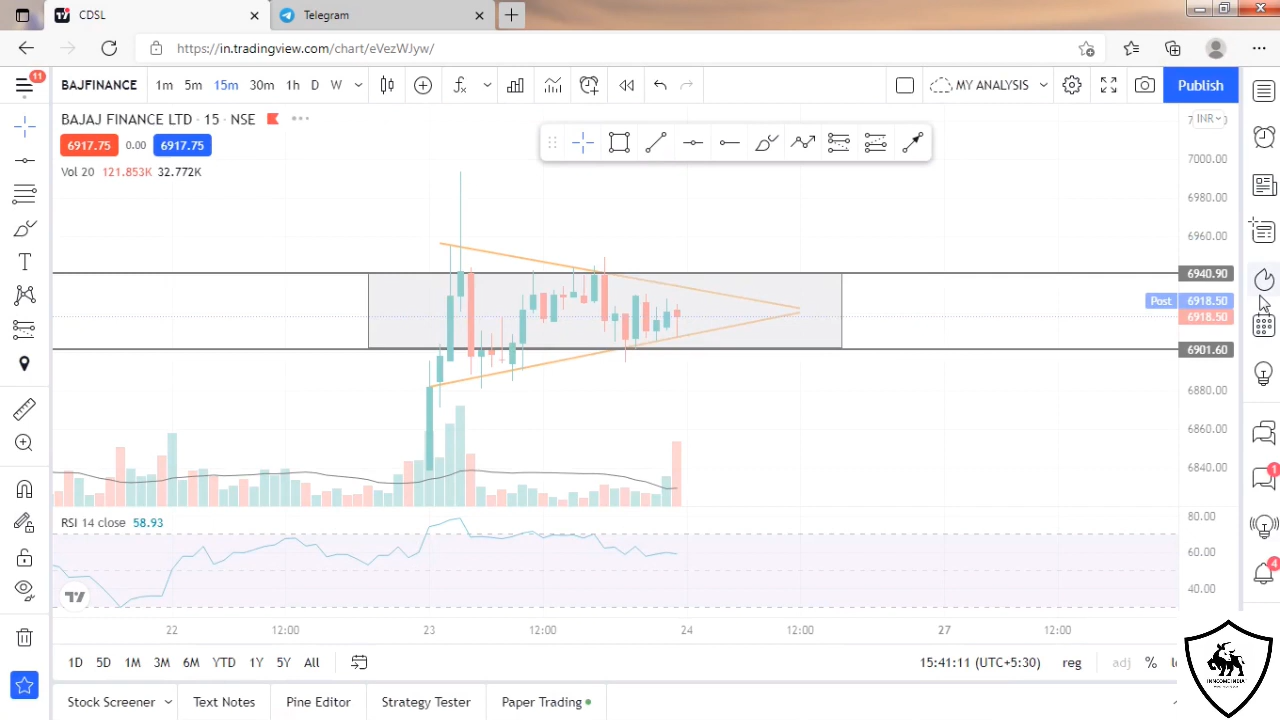 CDSL
Telegram
https://in.tradingview.com/chart/eVezWJyw/
11
BAJFINANCE 1m 5m 15m 30m 1h D W MY ANALYSIS Publish
BAJAJ FINANCE LTD · 15 · NSE
INR
6917.75 0.00 6917.75
Vol 20 121.853K 32.772K
7000.00
6980.00
6960.00
6940.90
Post 6918.50
6918.50
6901.60
6880.00
6860.00
6840.00
RSI 14 close 58.93
80.00
60.00
40.00
1
4
22 12:00 23 12:00 24 12:00 27 12:00
1D 5D 1M 3M 6M YTD 1Y 5Y All 15:41:11 (UTC+5:30) reg adj %
Stock Screener Text Notes Pine Editor Strategy Tester Paper Trading